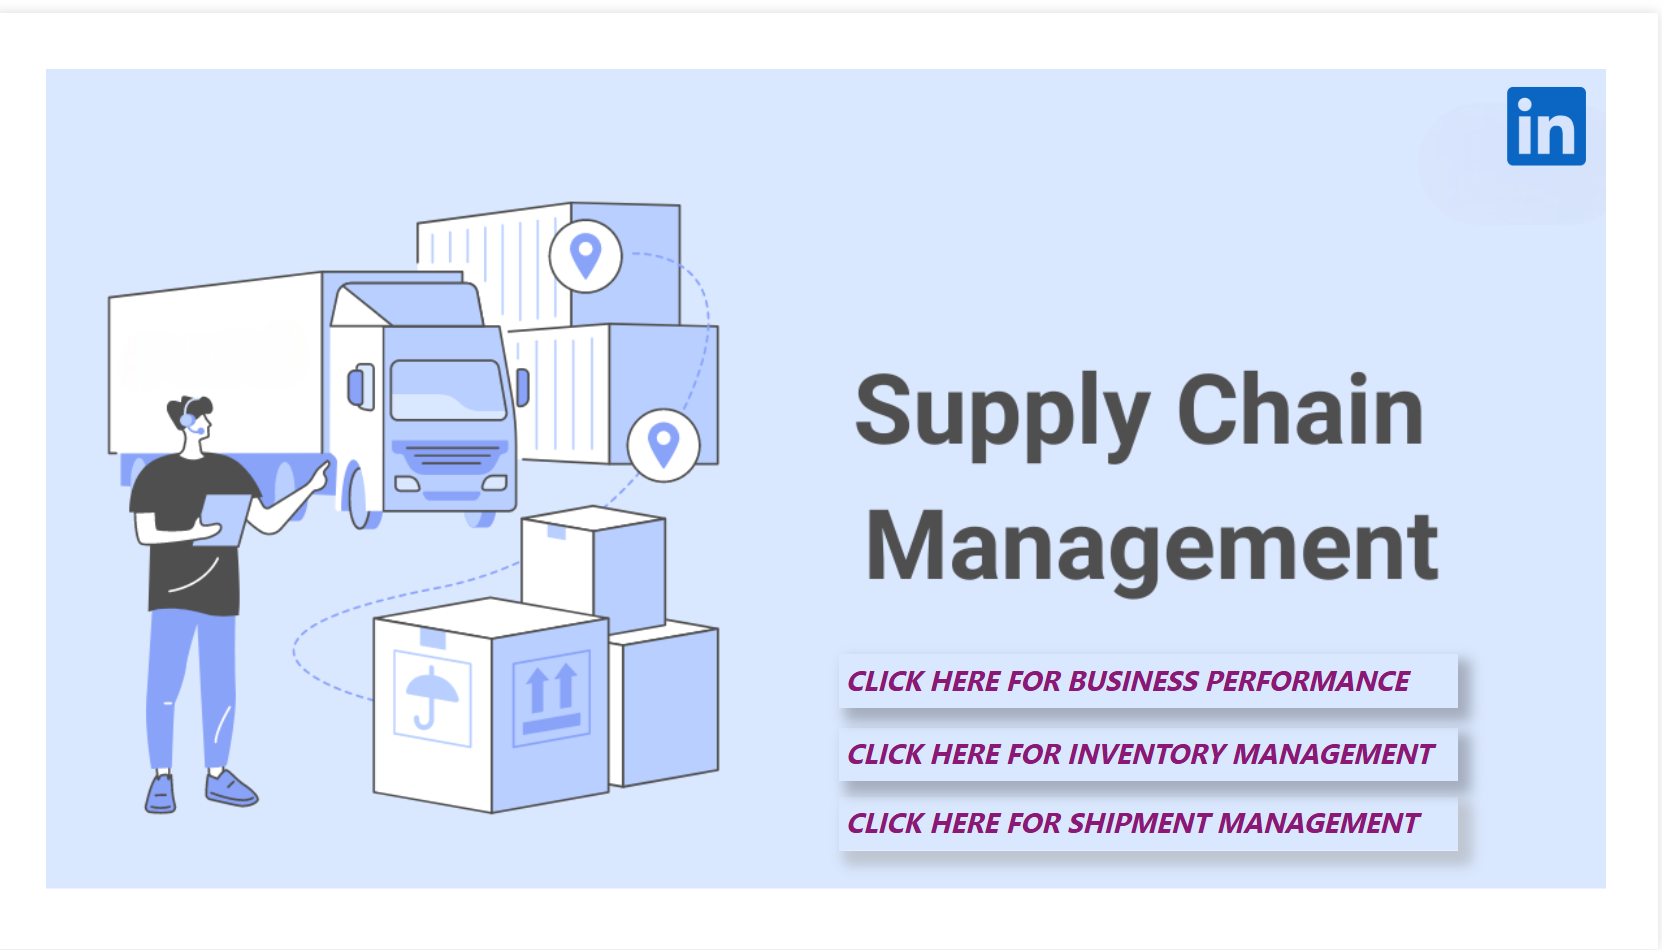 in
Supply Chain
Management
CLICK HERE FOR BUSINESS PERFORMANCE
CLICK HERE FOR INVENTORY MANAGEMENT
CLICK HERE FOR SHIPMENT MANAGEMENT